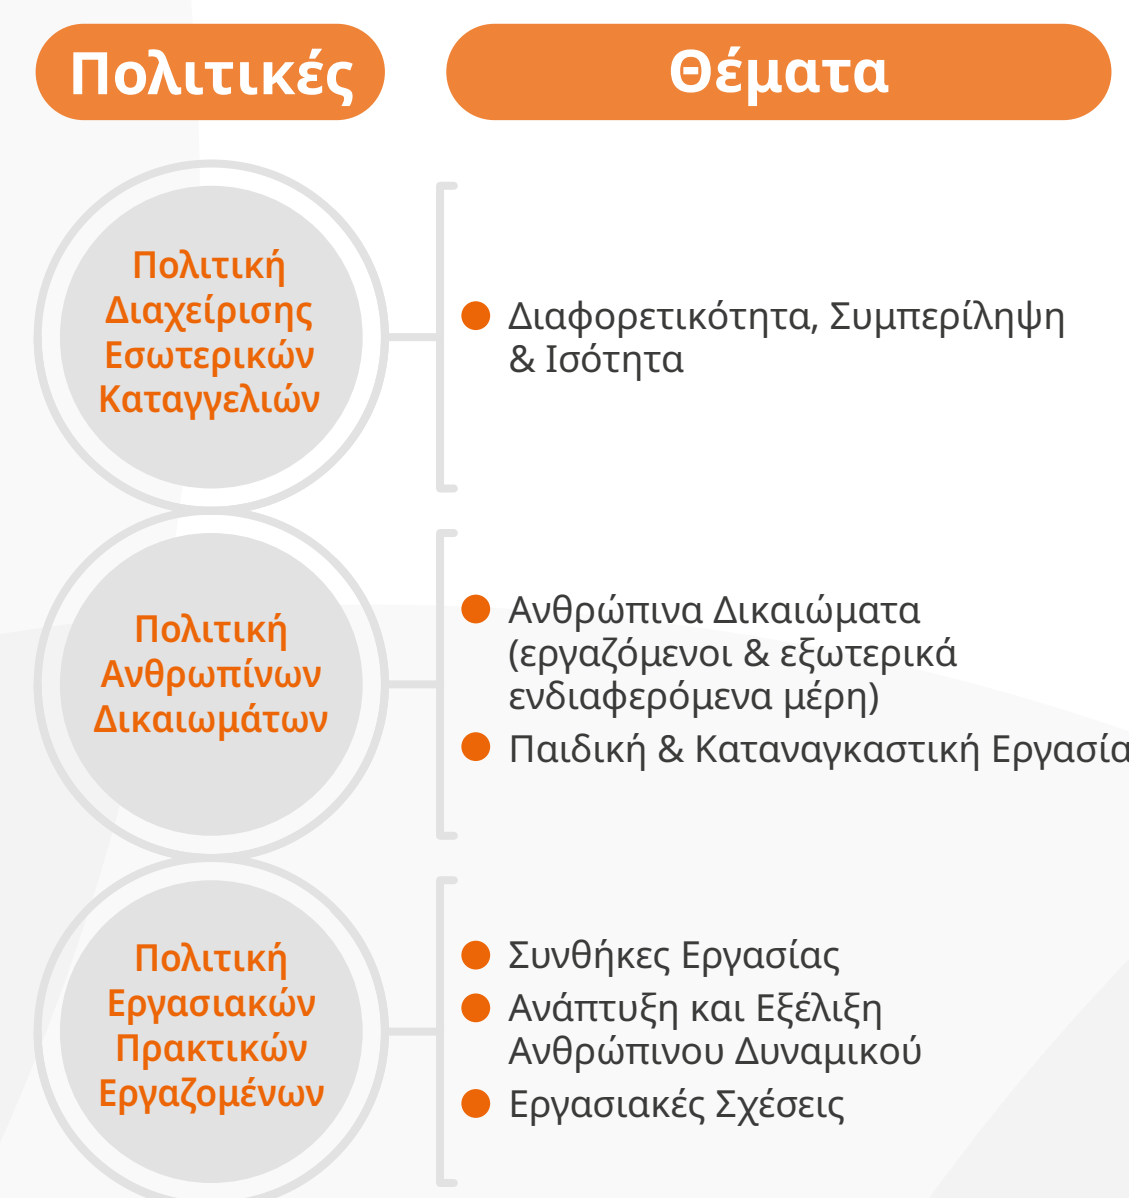 Πολιτικές
Θέματα
Πολιτική
Διαχείρισης
Εσωτερικών
Καταγγελιών
● Διαφορετικότητα, Συμπερίληψη
& Ισότητα
Πολιτική
Ανθρωπίνων
Δικαιωμάτων
● Ανθρώπινα Δικαιώματα
(εργαζόμενοι & εξωτερικά
ενδιαφερόμενα μέρη)
● Παιδική & Καταναγκαστική Εργασία
Πολιτική
Εργασιακών
Πρακτικών
Εργαζομένων
● Συνθήκες Εργασίας
● Ανάπτυξη και Εξέλιξη
Ανθρώπινου Δυναμικού
● Εργασιακές Σχέσεις